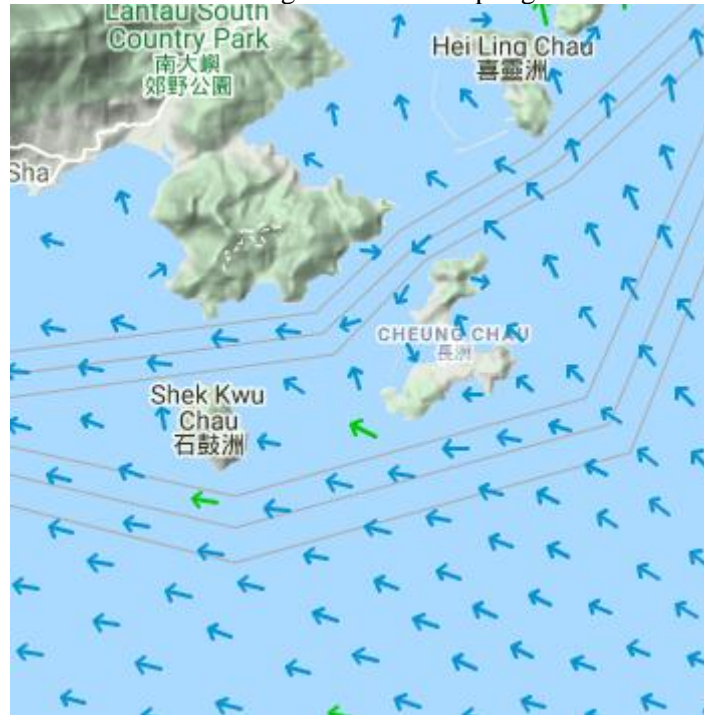 Lantau South
Country Park
南大嶼
郊野公園
Hei Ling Chau
喜靈洲
Sha
CHEUNG CHAU
長洲
Shek Kwu
Chau
石鼓洲